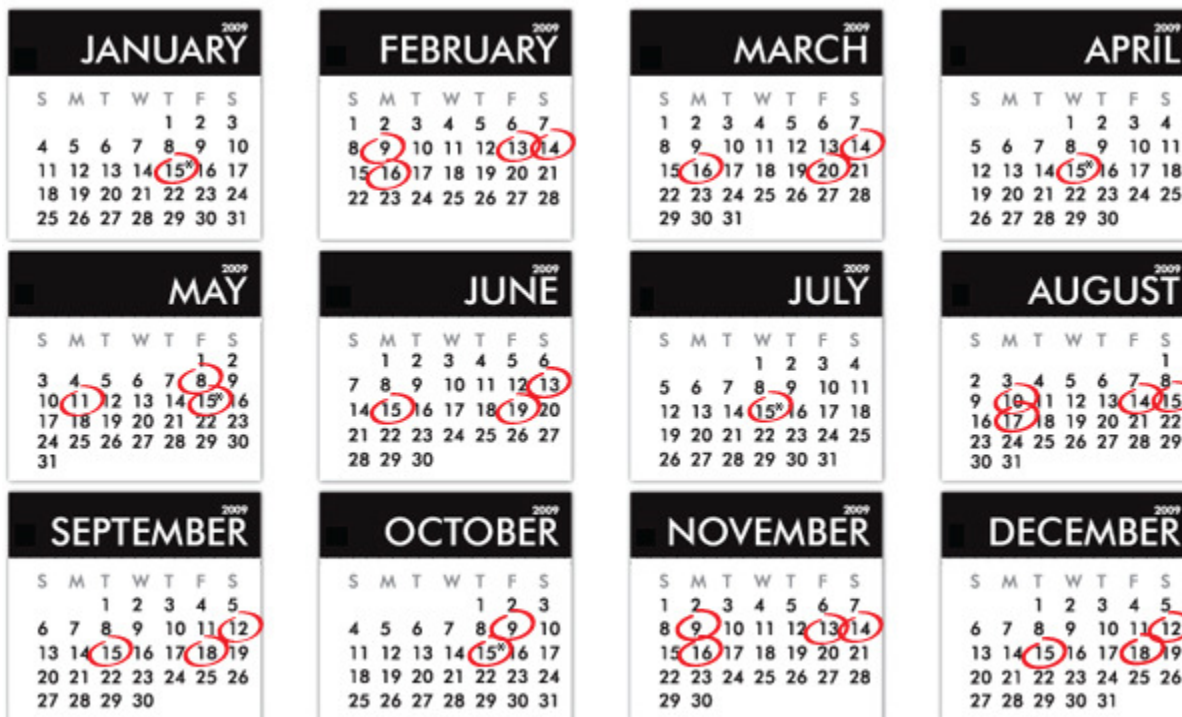 2009
JANUARY
S M T W T F S
1 2 3
4 5 6 7 8 9 10
11 12 13 14 15* 16 17
18 19 20 21 22 23 24
25 26 27 28 29 30 31
2009
FEBRUARY
S M T W T F S
1 2 3 4 5 6 7
8 9 10 11 12 13 14
15 16 17 18 19 20 21
22 23 24 25 26 27 28
2009
MARCH
S M T W T F S
1 2 3 4 5 6 7
8 9 10 11 12 13 14
15 16 17 18 19 20 21
22 23 24 25 26 27 28
29 30 31
2009
APRIL
S M T W T F S
1 2 3 4
5 6 7 8 9 10 11
12 13 14 15* 16 17 18
19 20 21 22 23 24 25
26 27 28 29 30
2009
MAY
S M T W T F S
1 2
3 4 5 6 7 8 9
10 11 12 13 14 15* 16
17 18 19 20 21 22 23
24 25 26 27 28 29 30
31
2009
JUNE
S M T W T F S
1 2 3 4 5 6
7 8 9 10 11 12 13
14 15 16 17 18 19 20
21 22 23 24 25 26 27
28 29 30
2009
JULY
S M T W T F S
1 2 3 4
5 6 7 8 9 10 11
12 13 14 15* 16 17 18
19 20 21 22 23 24 25
26 27 28 29 30 31
2009
AUGUST
S M T W T F S
1
2 3 4 5 6 7 8
9 10 11 12 13 14 15
16 17 18 19 20 21 22
23 24 25 26 27 28 29
30 31
2009
SEPTEMBER
S M T W T F S
1 2 3 4 5
6 7 8 9 10 11 12
13 14 15 16 17 18 19
20 21 22 23 24 25 26
27 28 29 30
2009
OCTOBER
S M T W T F S
1 2 3
4 5 6 7 8 9 10
11 12 13 14 15* 16 17
18 19 20 21 22 23 24
25 26 27 28 29 30 31
2009
NOVEMBER
S M T W T F S
1 2 3 4 5 6 7
8 9 10 11 12 13 14
15 16 17 18 19 20 21
22 23 24 25 26 27 28
29 30
2009
DECEMBER
S M T W T F S
1 2 3 4 5
6 7 8 9 10 11 12
13 14 15 16 17 18 19
20 21 22 23 24 25 26
27 28 29 30 31